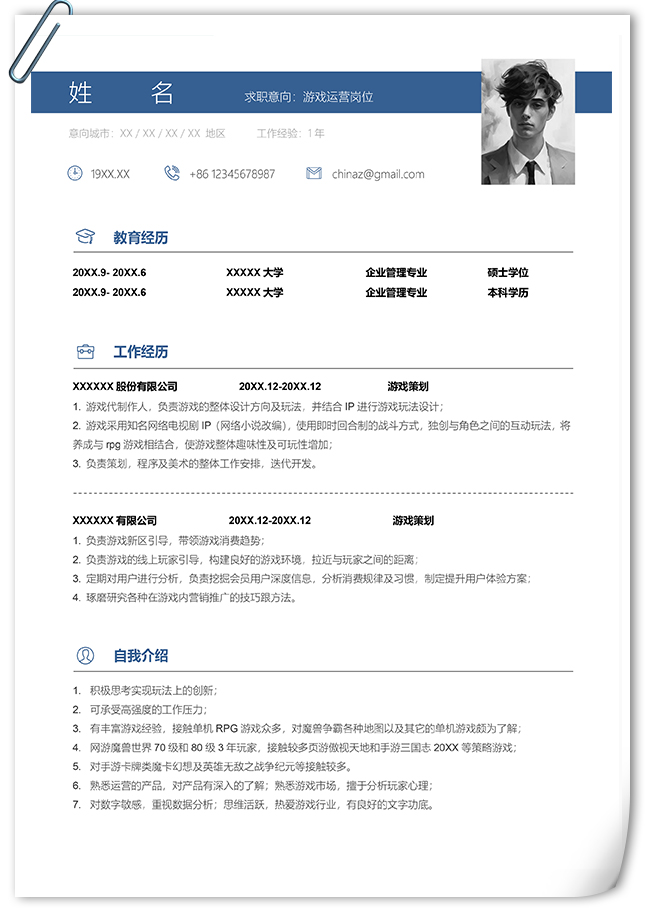 姓 名
求职意向：游戏运营岗位
意向城市：XX / XX / XX / XX 地区 工作经验：1 年
19XX.XX +86 12345678987 chinaz@gmail.com
教育经历
20XX.9- 20XX.6 XXXXX 大学 企业管理专业 硕士学位
20XX.9- 20XX.6 XXXXX 大学 企业管理专业 本科学历
工作经历
XXXXXX 股份有限公司 20XX.12-20XX.12 游戏策划
1. 游戏代制作人，负责游戏的整体设计方向及玩法，并结合 IP 进行游戏玩法设计；
2. 游戏采用知名网络电视剧 IP（网络小说改编），使用即时回合制的战斗方式，独创与角色之间的互动玩法，将
养成与 rpg 游戏相结合，使游戏整体趣味性及可玩性增加；
3. 负责策划，程序及美术的整体工作安排，迭代开发。
XXXXXX 有限公司 20XX.12-20XX.12 游戏策划
1. 负责游戏新区引导，带领游戏消费趋势；
2. 负责游戏的线上玩家引导，构建良好的游戏环境，拉近与玩家之间的距离；
3. 定期对用户进行分析，负责挖掘会员用户深度信息，分析消费规律及习惯，制定提升用户体验方案；
4. 琢磨研究各种在游戏内营销推广的技巧跟方法。
自我介绍
1. 积极思考实现玩法上的创新；
2. 可承受高强度的工作压力；
3. 有丰富游戏经验，接触单机 RPG 游戏众多，对魔兽争霸各种地图以及其它的单机游戏颇为了解；
4. 网游魔兽世界 70 级和 80 级 3 年玩家，接触较多页游傲视天地和手游三国志 20XX 等策略游戏；
5. 对手游卡牌类魔卡幻想及英雄无敌之战争纪元等接触较多。
6. 熟悉运营的产品，对产品有深入的了解；熟悉游戏市场，擅于分析玩家心理；
7. 对数字敏感，重视数据分析；思维活跃，热爱游戏行业，有良好的文字功底。